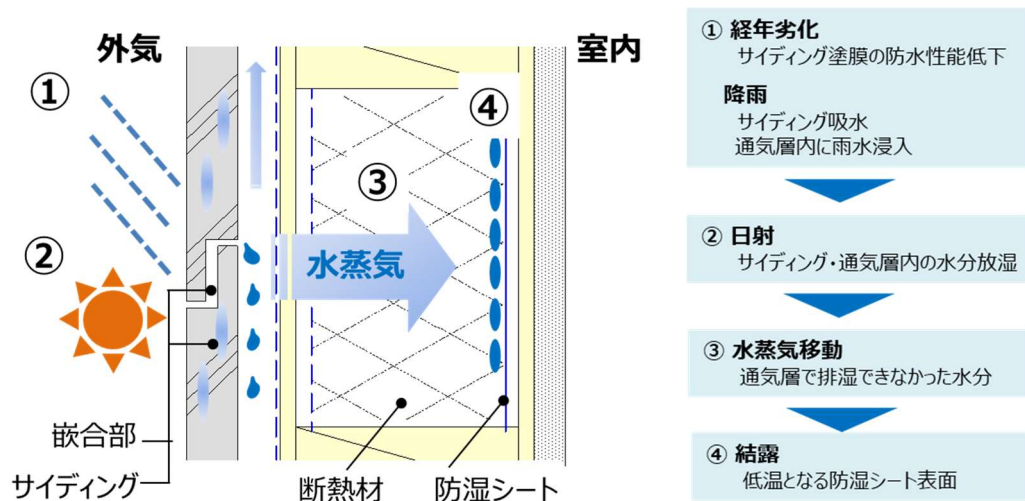 外気
室内
①
②
③
④
水蒸気
嵌合部
サイディング
断熱材
防湿シート
① 経年劣化
サイディング塗膜の防水性能低下
降雨
サイディング吸水
通気層内に雨水浸入
② 日射
サイディング・通気層内の水分放湿
③ 水蒸気移動
通気層で排湿できなかった水分
④ 結露
低温となる防湿シート表面